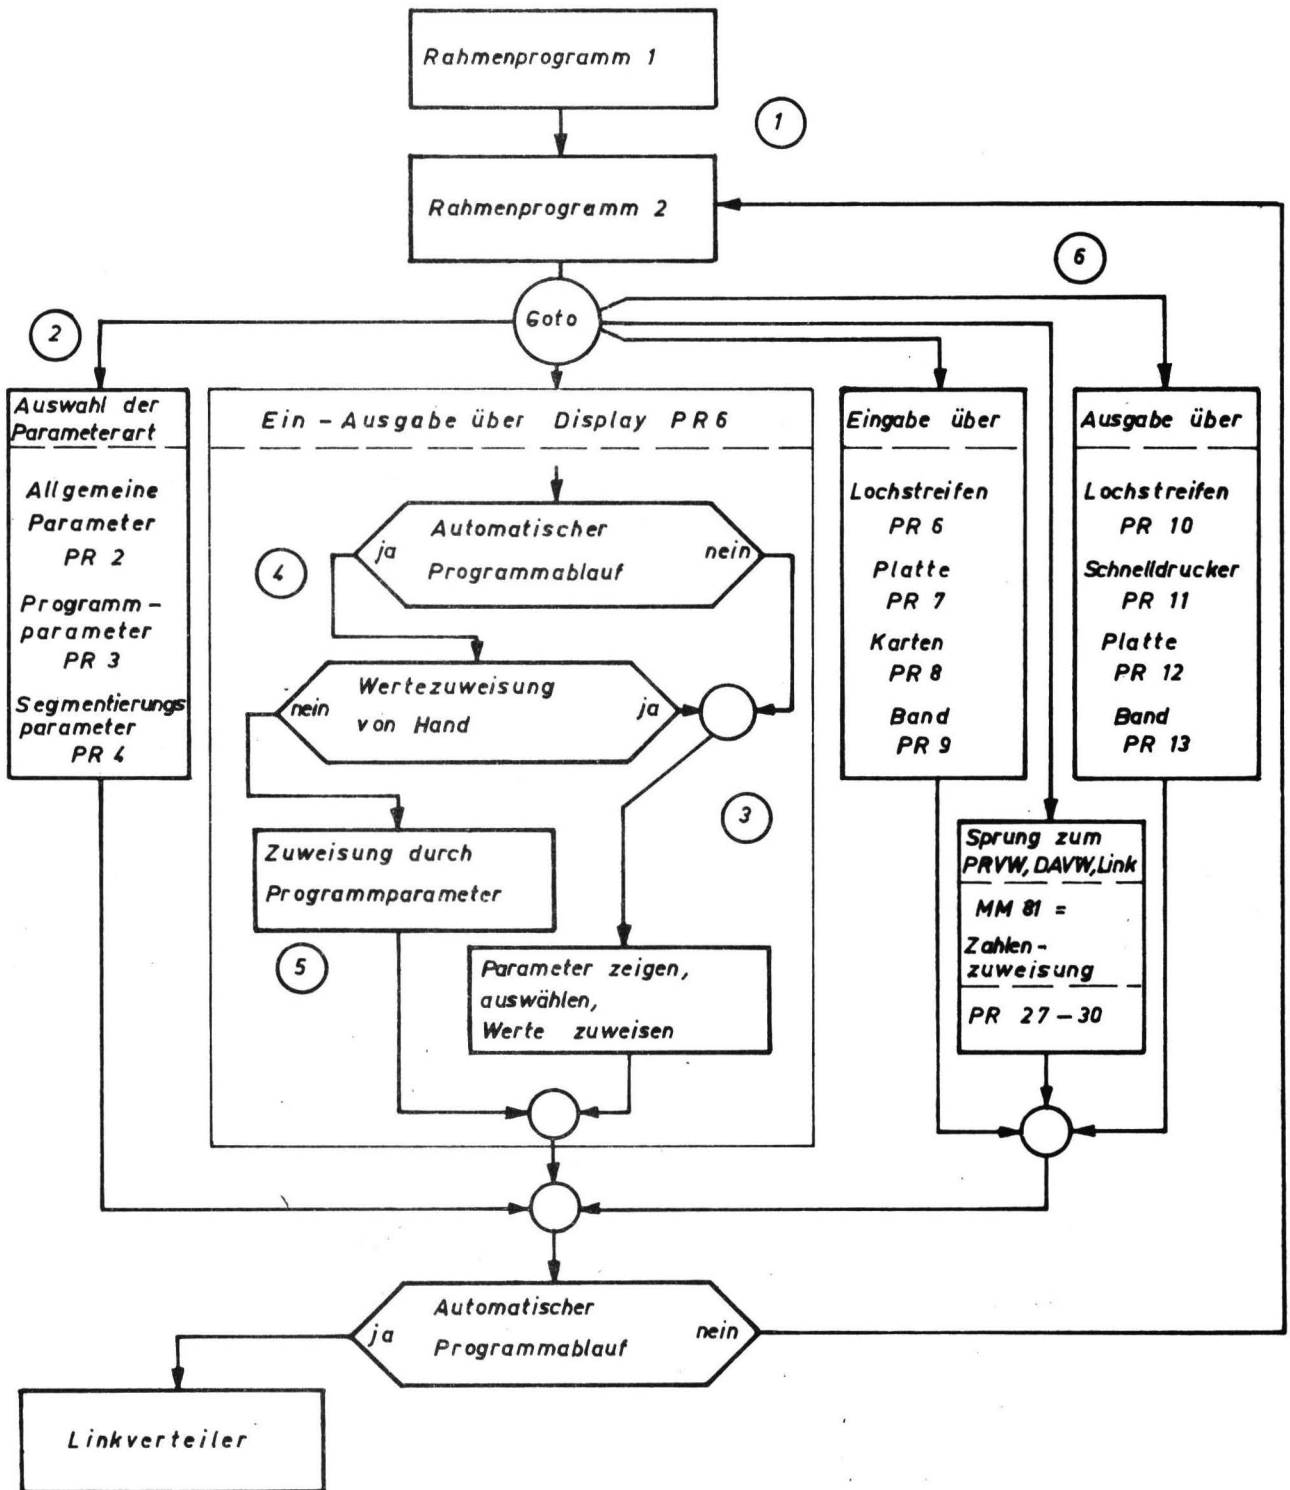 Rahmenprogramm 1
1
Rahmenprogramm 2
6
Goto
2
Auswahl der
Parameterart
Allgemeine
Parameter
PR 2
Programm-
parameter
PR 3
Segmentierungs
parameter
PR 4
Ein - Ausgabe über Display PR 6
Automatischer
ja
nein
Programmablauf
4
Wertezuweisung
nein
ja
von Hand
3
Zuweisung durch
Programmparameter
5
Parameter zeigen,
auswählen,
Werte zuweisen
Eingabe über
Lochstreifen
PR 6
Platte
PR 7
Karten
PR 8
Band
PR 9
Ausgabe über
Lochstreifen
PR 10
Schnelldrucker
PR 11
Platte
PR 12
Band
PR 13
Sprung zum
PRVW, DAVW, Link
MM 81 =
Zahlen-
zuweisung
PR 27-30
Automatischer
ja
nein
Programmablauf
Linkverteiler